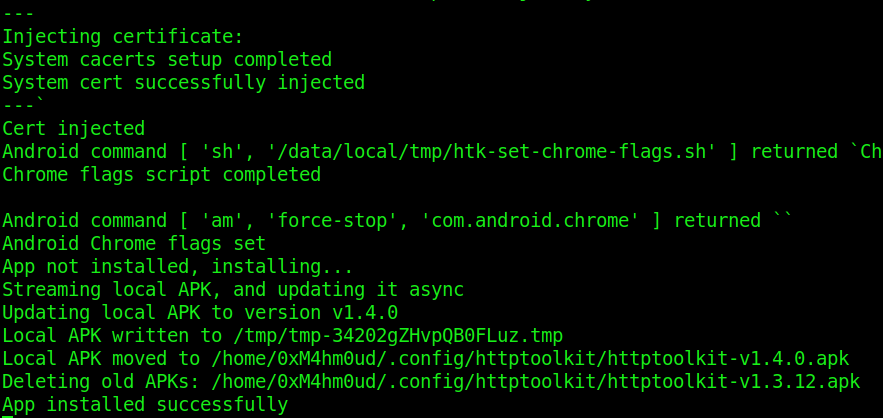 ---
Injecting certificate:
System cacerts setup completed
System cert successfully injected
---`
Cert injected
Android command [ 'sh', '/data/local/tmp/htk-set-chrome-flags.sh' ] returned `Ch
Chrome flags script completed
Android command [ 'am', 'force-stop', 'com.android.chrome' ] returned ``
Android Chrome flags set
App not installed, installing...
Streaming local APK, and updating it async
Updating local APK to version v1.4.0
Local APK written to /tmp/tmp-34202gZHvpQB0FLuz.tmp
Local APK moved to /home/0xM4hm0ud/.config/httptoolkit/httptoolkit-v1.4.0.apk
Deleting old APKs: /home/0xM4hm0ud/.config/httptoolkit/httptoolkit-v1.3.12.apk
App installed successfully